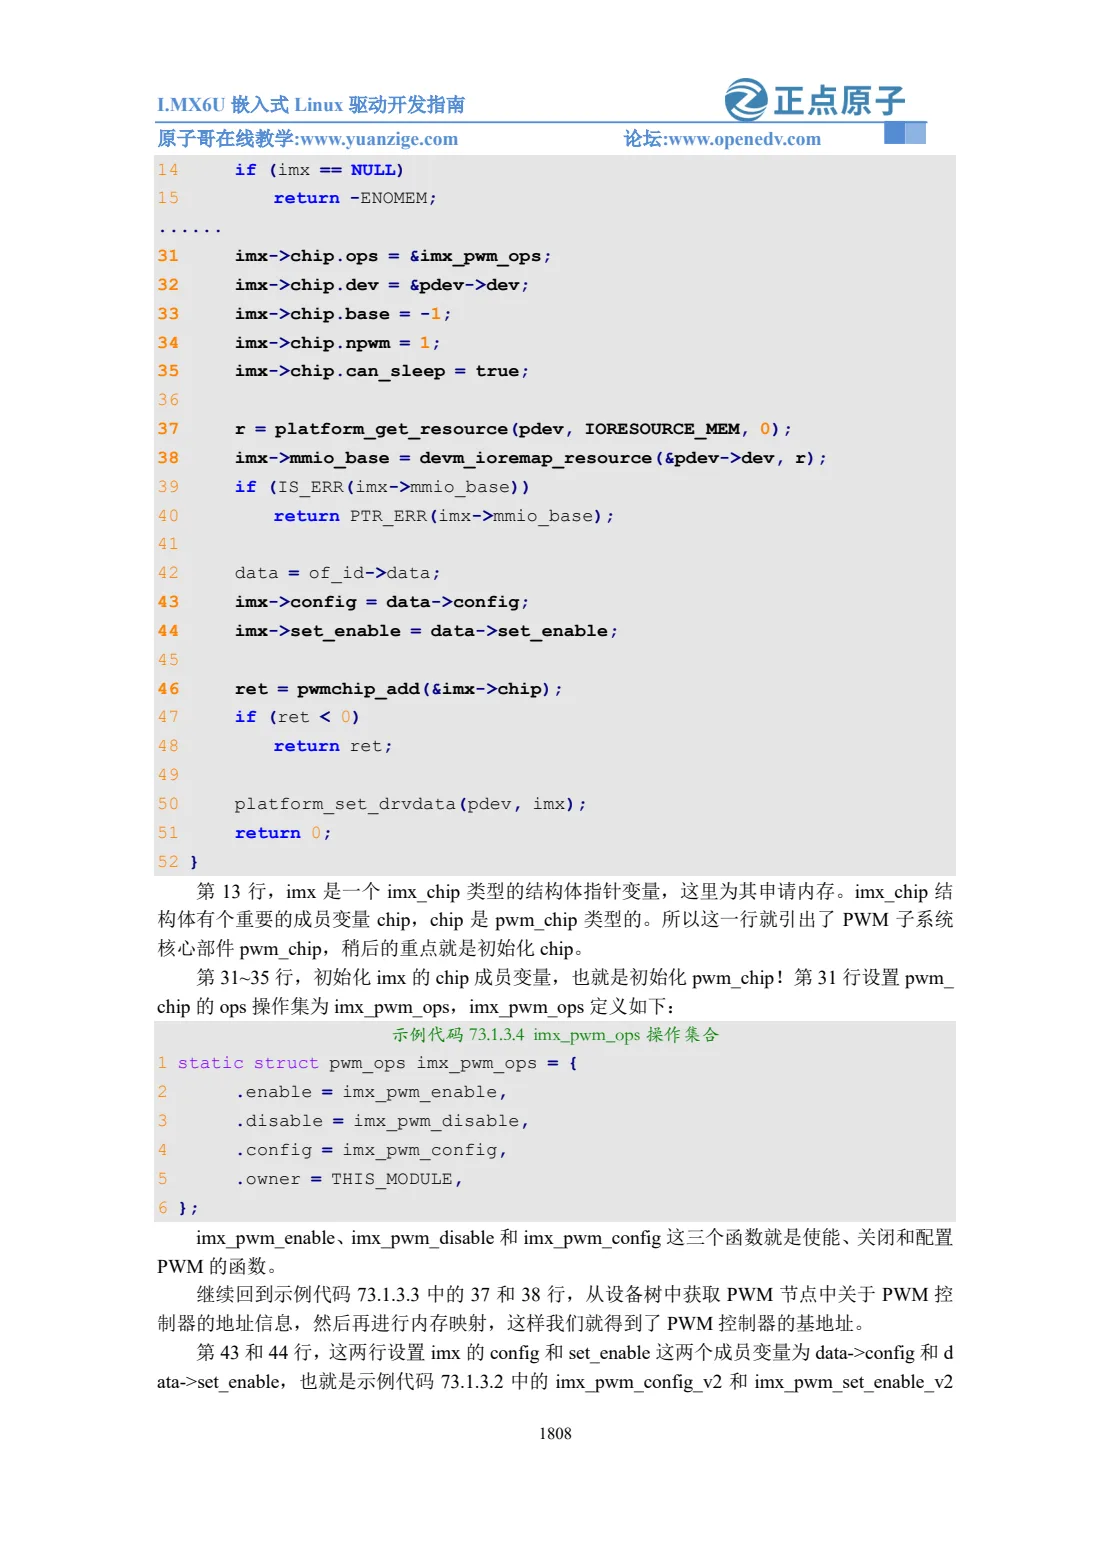 I.MX6U 嵌入式 Linux 驱动开发指南
正点原子
原子哥在线教学:www.yuanzige.com 论坛:www.openedv.com
14 if (imx == NULL)
15 return -ENOMEM;
......
31 imx->chip.ops = &imx_pwm_ops;
32 imx->chip.dev = &pdev->dev;
33 imx->chip.base = -1;
34 imx->chip.npwm = 1;
35 imx->chip.can_sleep = true;
36
37 r = platform_get_resource(pdev, IORESOURCE_MEM, 0);
38 imx->mmio_base = devm_ioremap_resource(&pdev->dev, r);
39 if (IS_ERR(imx->mmio_base))
40 return PTR_ERR(imx->mmio_base);
41
42 data = of_id->data;
43 imx->config = data->config;
44 imx->set_enable = data->set_enable;
45
46 ret = pwmchip_add(&imx->chip);
47 if (ret < 0)
48 return ret;
49
50 platform_set_drvdata(pdev, imx);
51 return 0;
52 }
第 13 行，imx 是一个 imx_chip 类型的结构体指针变量，这里为其申请内存。imx_chip 结
构体有个重要的成员变量 chip，chip 是 pwm_chip 类型的。所以这一行就引出了 PWM 子系统
核心部件 pwm_chip，稍后的重点就是初始化 chip。
第 31~35 行，初始化 imx 的 chip 成员变量，也就是初始化 pwm_chip！第 31 行设置 pwm_
chip 的 ops 操作集为 imx_pwm_ops，imx_pwm_ops 定义如下：
示例代码 73.1.3.4 imx_pwm_ops 操作集合
1 static struct pwm_ops imx_pwm_ops = {
2 .enable = imx_pwm_enable,
3 .disable = imx_pwm_disable,
4 .config = imx_pwm_config,
5 .owner = THIS_MODULE,
6 };
imx_pwm_enable、imx_pwm_disable 和 imx_pwm_config 这三个函数就是使能、关闭和配置
PWM 的函数。
继续回到示例代码 73.1.3.3 中的 37 和 38 行，从设备树中获取 PWM 节点中关于 PWM 控
制器的地址信息，然后再进行内存映射，这样我们就得到了 PWM 控制器的基地址。
第 43 和 44 行，这两行设置 imx 的 config 和 set_enable 这两个成员变量为 data->config 和 d
ata->set_enable，也就是示例代码 73.1.3.2 中的 imx_pwm_config_v2 和 imx_pwm_set_enable_v2
1808